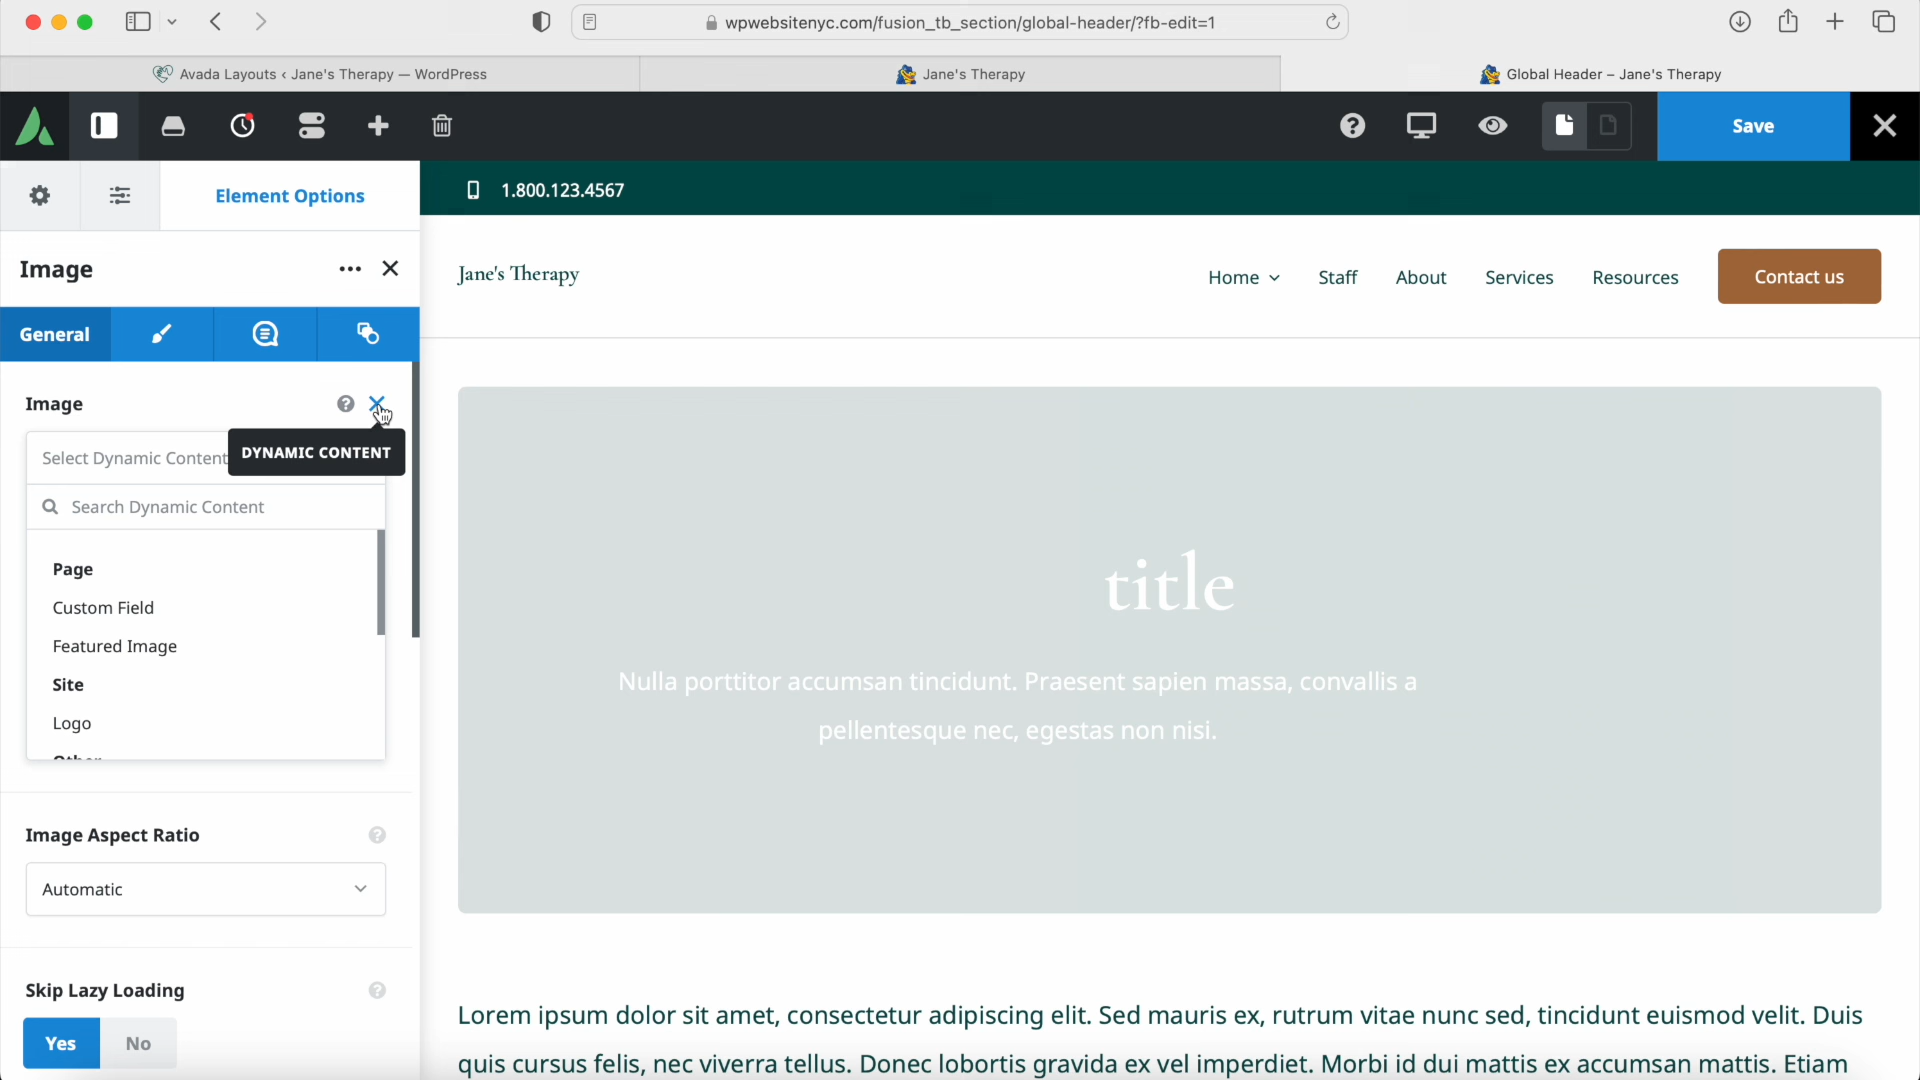 wpwebsitenyc.com/fusion_tb_section/global-header/?fb-edit=1
Avada Layouts ‹ Jane's Therapy — WordPress
Jane's Therapy
Global Header – Jane's Therapy
Save
Element Options
1.800.123.4567
Image
Jane's Therapy
Home
Staff
About
Services
Resources
Contact us
General
Image
Select Dynamic Content
DYNAMIC CONTENT
Search Dynamic Content
Page
Custom Field
Featured Image
Site
Logo
Other
Image Aspect Ratio
Automatic
Skip Lazy Loading
Yes
No
title
Nulla porttitor accumsan tincidunt. Praesent sapien massa, convallis a
pellentesque nec, egestas non nisi.
Lorem ipsum dolor sit amet, consectetur adipiscing elit. Sed mauris ex, rutrum vitae nunc sed, tincidunt euismod velit. Duis
quis cursus felis, nec viverra tellus. Donec lobortis gravida ex vel imperdiet. Morbi id dui mattis ex accumsan mattis. Etiam